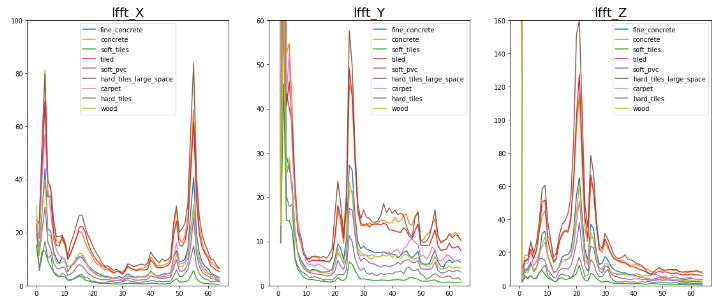 lfft_X
100
80
60
40
20
0
0 10 20 30 40 50 60
fine_concrete
concrete
soft_tiles
tiled
soft_pvc
hard_tiles_large_space
carpet
hard_tiles
wood
lfft_Y
60
50
40
30
20
10
0
0 10 20 30 40 50 60
fine_concrete
concrete
soft_tiles
tiled
soft_pvc
hard_tiles_large_space
carpet
hard_tiles
wood
lfft_Z
160
140
120
100
80
60
40
20
0
0 10 20 30 40 50 60
fine_concrete
concrete
soft_tiles
tiled
soft_pvc
hard_tiles_large_space
carpet
hard_tiles
wood